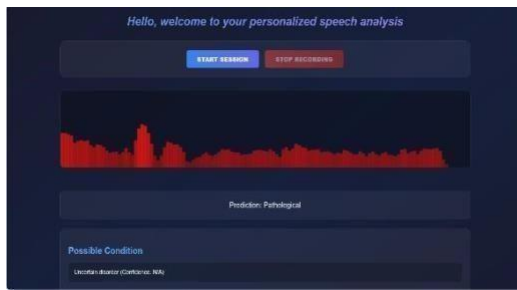 Hello, welcome to your personalized speech analysis
START SESSION STOP RECORDING
Prediction: Pathological
Possible Condition
Uncertain disorder (Confidence: N/A)